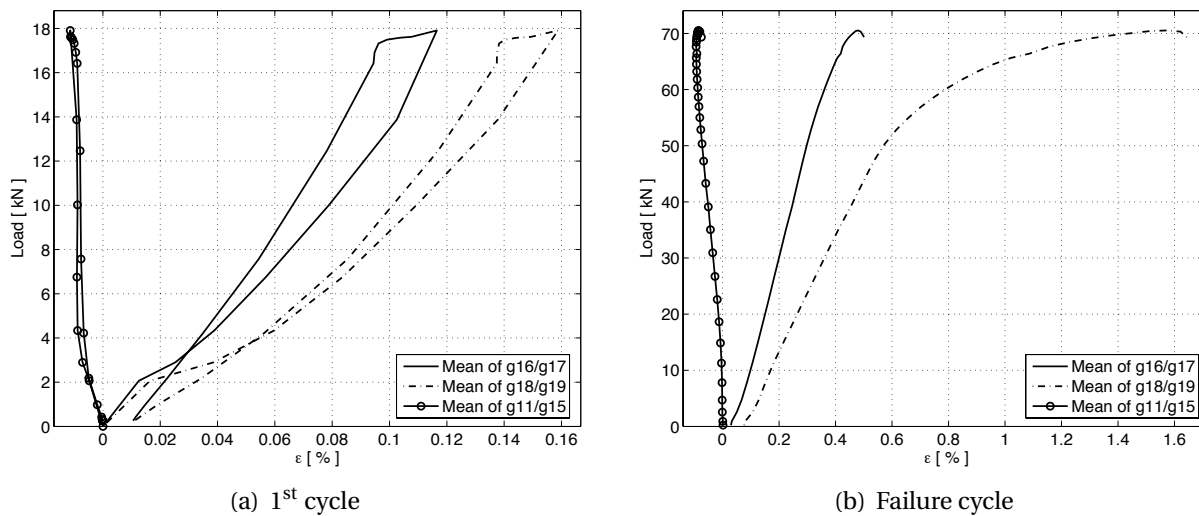 18
16
14
12
10
8
6
4
2
0
Load [ kN ]
0 0.02 0.04 0.06 0.08 0.1 0.12 0.14 0.16
ε [ % ]
Mean of g16/g17
Mean of g18/g19
Mean of g11/g15
(a) 1st cycle
70
60
50
40
30
20
10
0
Load [ kN ]
0 0.2 0.4 0.6 0.8 1 1.2 1.4 1.6
ε [ % ]
Mean of g16/g17
Mean of g18/g19
Mean of g11/g15
(b) Failure cycle